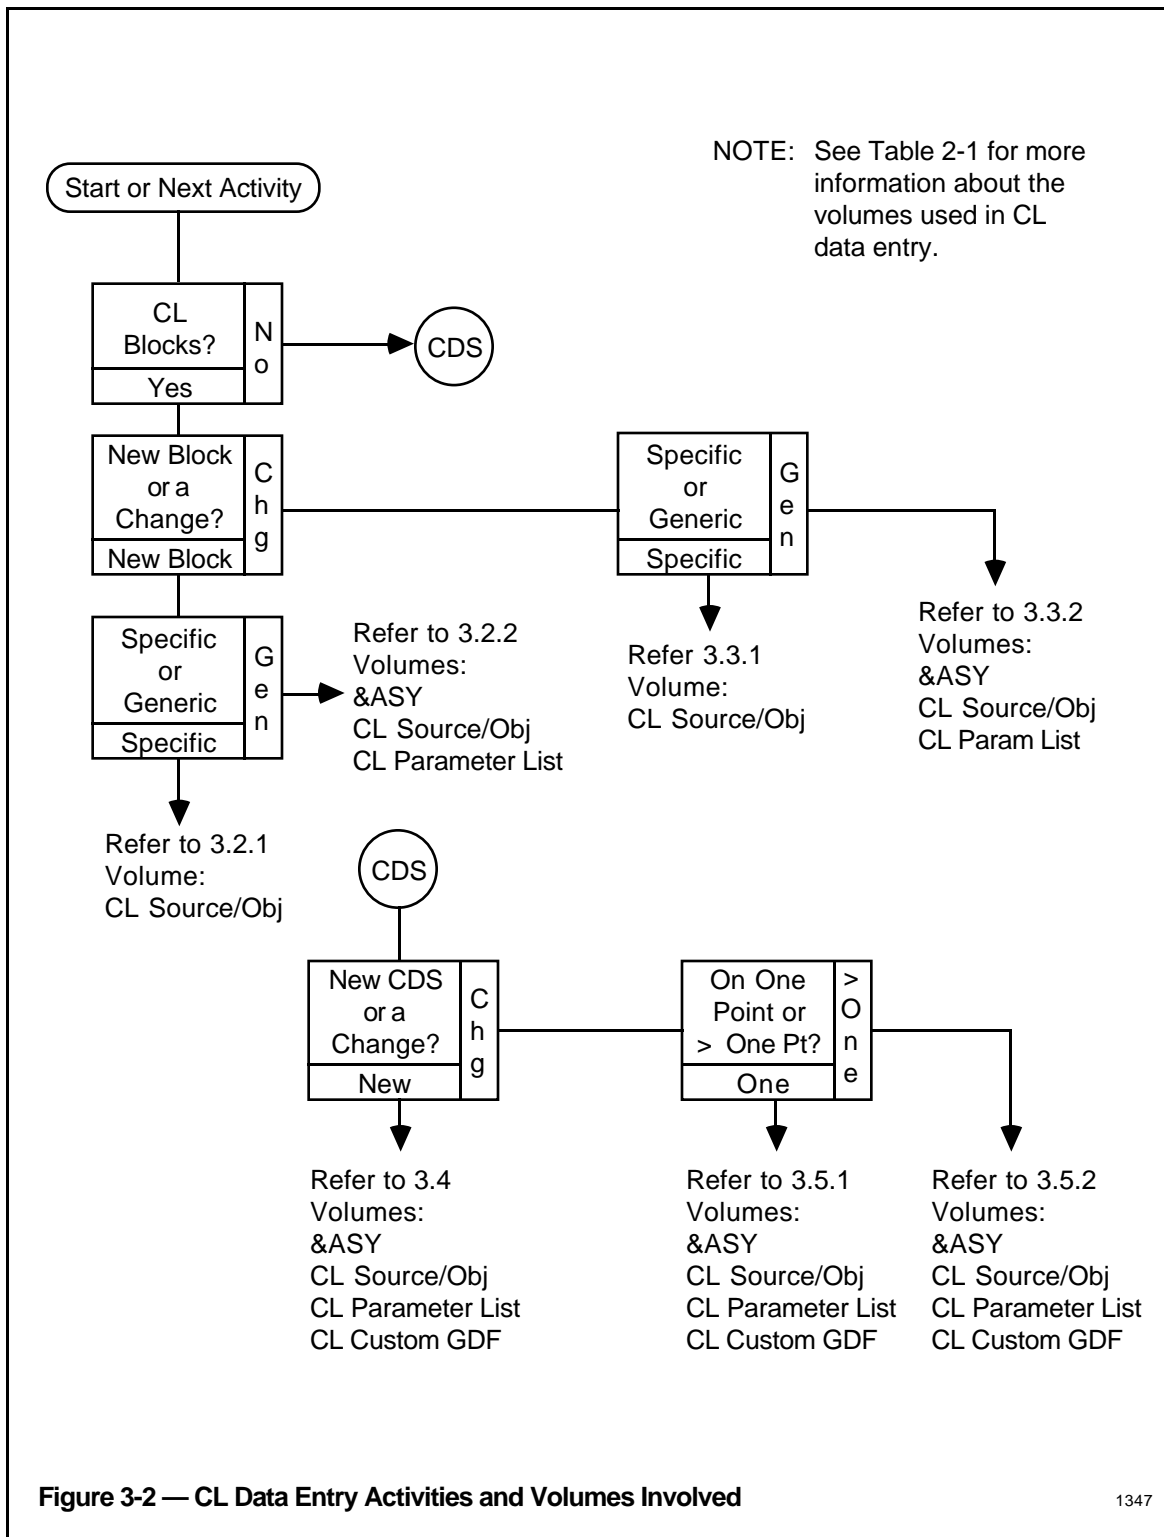 NOTE: See Table 2-1 for more
information about the
volumes used in CL
data entry.
Start or Next Activity
CL
Blocks?
No
Yes
CDS
New Block
or a
Change?
Chg
New Block
Specific
or
Generic
Gen
Specific
Specific
or
Generic
Gen
Specific
Refer to 3.2.2
Volumes:
&ASY
CL Source/Obj
CL Parameter List
Refer 3.3.1
Volume:
CL Source/Obj
Refer to 3.3.2
Volumes:
&ASY
CL Source/Obj
CL Param List
Refer to 3.2.1
Volume:
CL Source/Obj
CDS
New CDS
or a
Change?
Chg
New
On One
Point or
> One Pt?
> One
One
Refer to 3.4
Volumes:
&ASY
CL Source/Obj
CL Parameter List
CL Custom GDF
Refer to 3.5.1
Volumes:
&ASY
CL Source/Obj
CL Parameter List
CL Custom GDF
Refer to 3.5.2
Volumes:
&ASY
CL Source/Obj
CL Parameter List
CL Custom GDF
Figure 3-2 — CL Data Entry Activities and Volumes Involved
1347